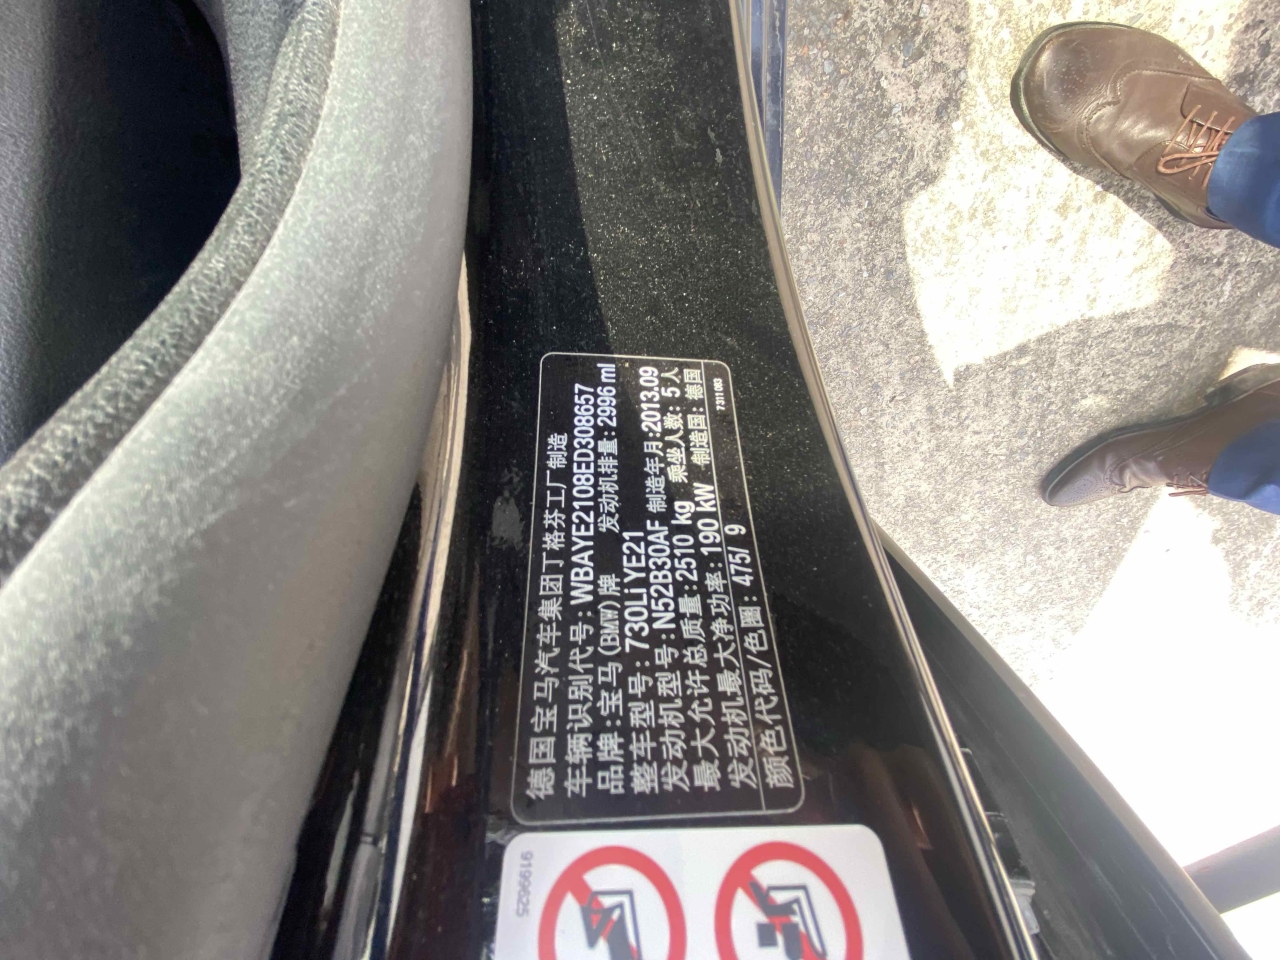 德国宝马汽车集团丁格芬工厂制造
车辆识别代号:WBAYE2108ED308657
品牌:宝马(BMW)牌 发动机排量:2996 ml
整车型号:730Li YE21
发动机型号:N52B30AF 制造年月:2013.09
最大允许总质量:2510 kg 乘坐人数:5人
发动机最大净功率:190 kW 制造国:德国
颜色代码/色圈:475/ 9
7311083
9199625